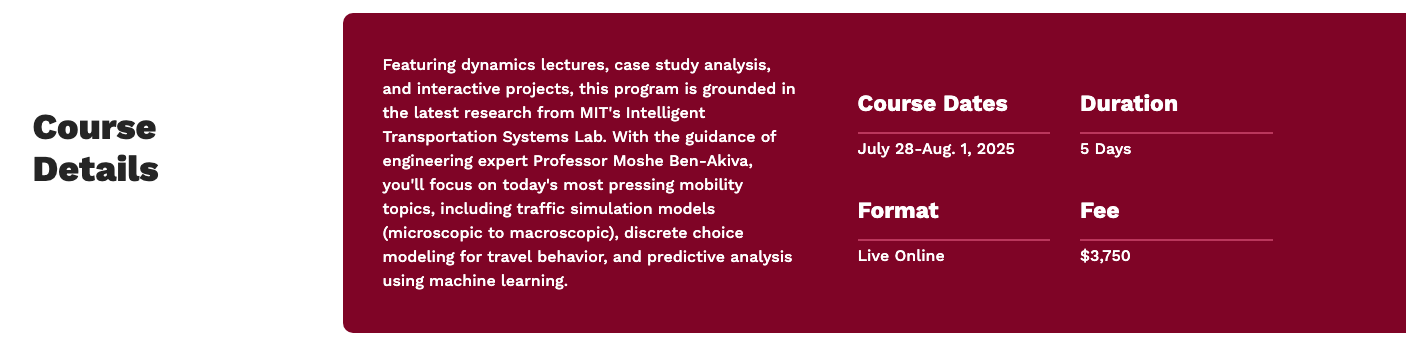 Course
Details
Featuring dynamics lectures, case study analysis,
and interactive projects, this program is grounded in
the latest research from MIT's Intelligent
Transportation Systems Lab. With the guidance of
engineering expert Professor Moshe Ben-Akiva,
you'll focus on today's most pressing mobility
topics, including traffic simulation models
(microscopic to macroscopic), discrete choice
modeling for travel behavior, and predictive analysis
using machine learning.
Course Dates
July 28-Aug. 1, 2025
Duration
5 Days
Format
Live Online
Fee
$3,750